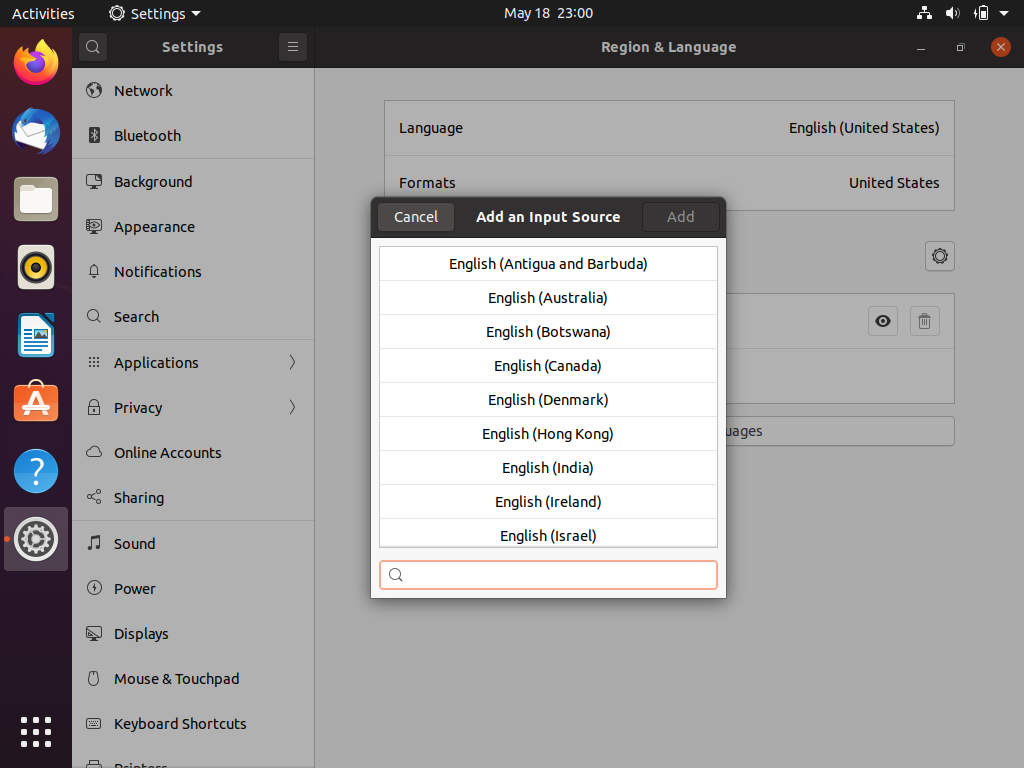 Activities
Settings
May 18 23:00
Settings
Region & Language
Network
Bluetooth
Background
Appearance
Notifications
Search
Applications
Privacy
Online Accounts
Sharing
Sound
Power
Displays
Mouse & Touchpad
Keyboard Shortcuts
Printers
Language English (United States)
Formats United States
Cancel
Add an Input Source
Add
English (Antigua and Barbuda)
English (Australia)
English (Botswana)
English (Canada)
English (Denmark)
English (Hong Kong)
English (India)
English (Ireland)
English (Israel)